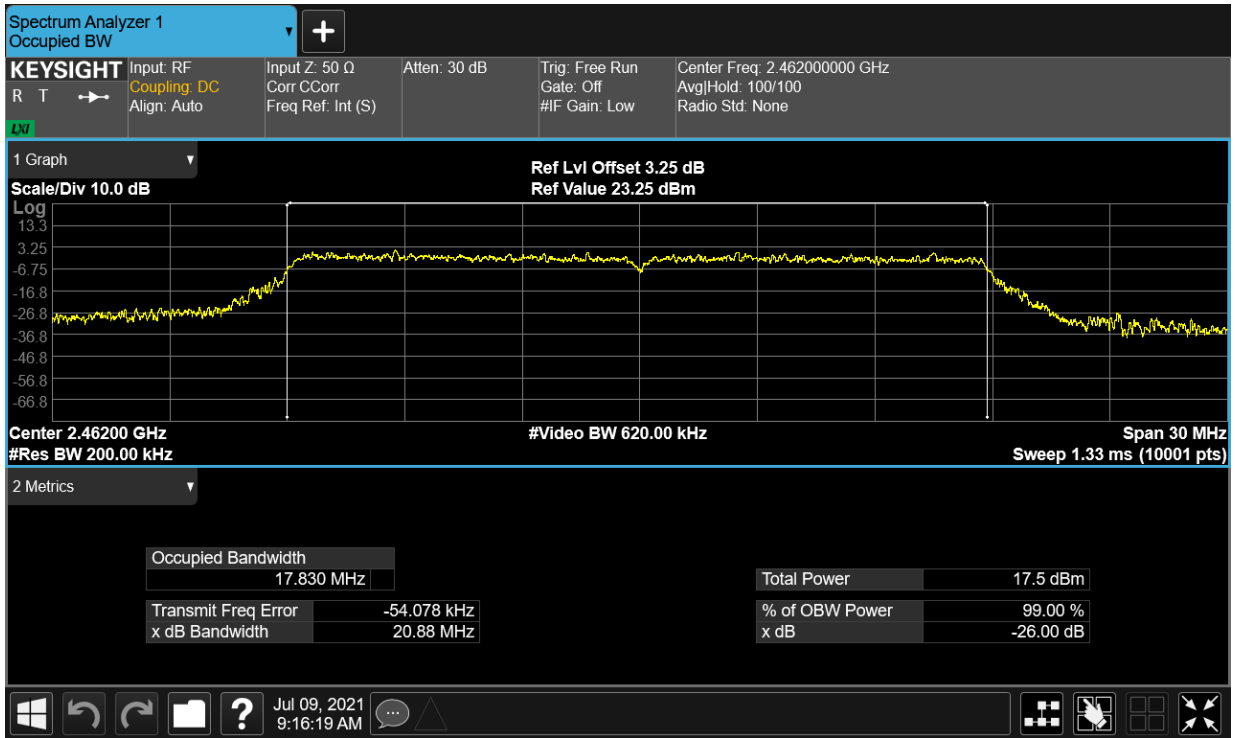 Spectrum Analyzer 1
Occupied BW
KEYSIGHT
R T
LXI
Input: RF
Coupling: DC
Align: Auto
Input Z: 50 Ω
Corr CCorr
Freq Ref: Int (S)
Atten: 30 dB
Trig: Free Run
Gate: Off
#IF Gain: Low
Center Freq: 2.462000000 GHz
Avg|Hold: 100/100
Radio Std: None
1 Graph
Scale/Div 10.0 dB
Ref Lvl Offset 3.25 dB
Ref Value 23.25 dBm
Log
13.3
3.25
-6.75
-16.8
-26.8
-36.8
-46.8
-56.8
-66.8
Center 2.46200 GHz
#Res BW 200.00 kHz
#Video BW 620.00 kHz
Span 30 MHz
Sweep 1.33 ms (10001 pts)
2 Metrics
Occupied Bandwidth
17.830 MHz
Transmit Freq Error -54.078 kHz
x dB Bandwidth 20.88 MHz
Total Power 17.5 dBm
% of OBW Power 99.00 %
x dB -26.00 dB
?
Jul 09, 2021
9:16:19 AM